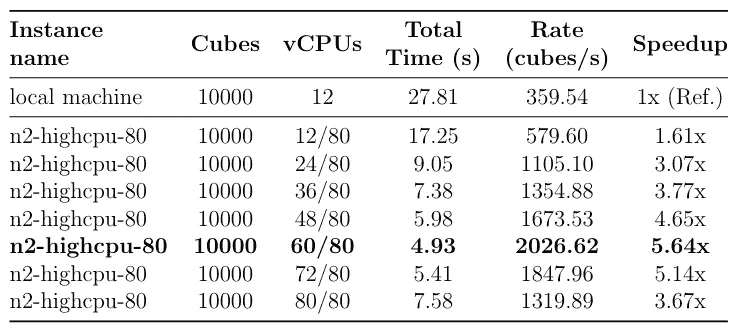 Instance name Cubes vCPUs Total Time (s) Rate (cubes/s) Speedup
local machine 10000 12 27.81 359.54 1x (Ref.)
n2-highcpu-80 10000 12/80 17.25 579.60 1.61x
n2-highcpu-80 10000 24/80 9.05 1105.10 3.07x
n2-highcpu-80 10000 36/80 7.38 1354.88 3.77x
n2-highcpu-80 10000 48/80 5.98 1673.53 4.65x
n2-highcpu-80 10000 60/80 4.93 2026.62 5.64x
n2-highcpu-80 10000 72/80 5.41 1847.96 5.14x
n2-highcpu-80 10000 80/80 7.58 1319.89 3.67x